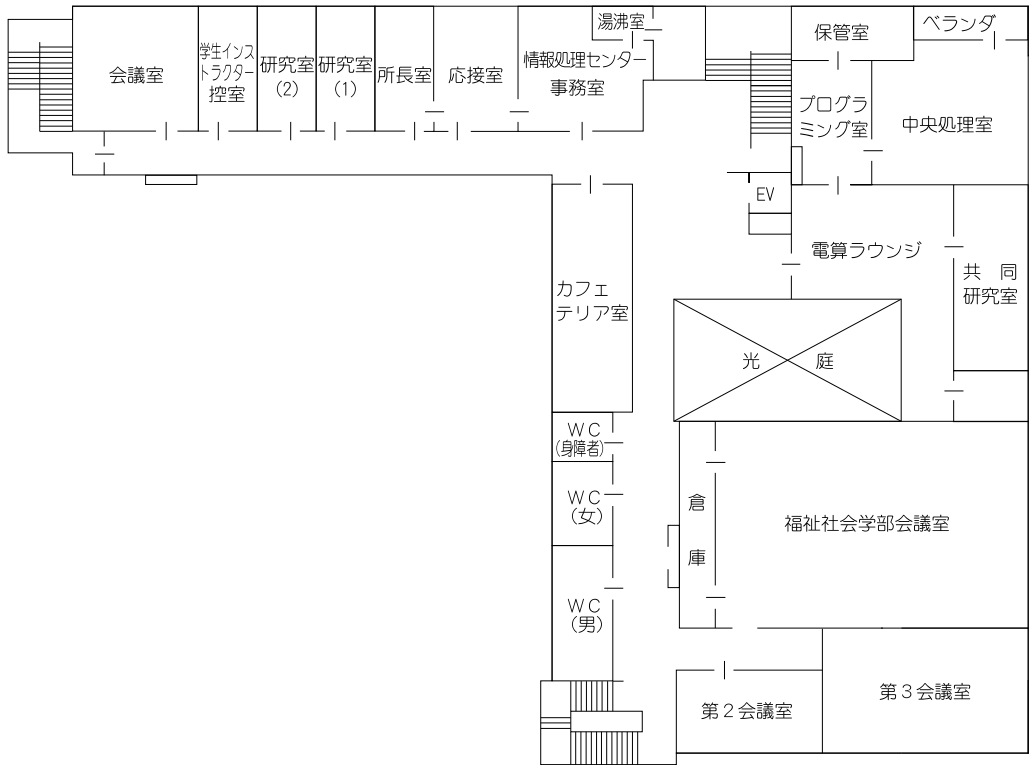 湯沸室
ベランダ
保管室
会議室
学生インス
トラクター
控室
研究室
(2)
研究室
(1)
所長室
応接室
情報処理センター
事務室
プログラ
ミング室
中央処理室
EV
電算ラウンジ
共　同
研究室
カフェ
テリア室
光　庭
ＷＣ
(身障者)
ＷＣ
(女)
倉
庫
福祉社会学部会議室
ＷＣ
(男)
第２会議室
第３会議室